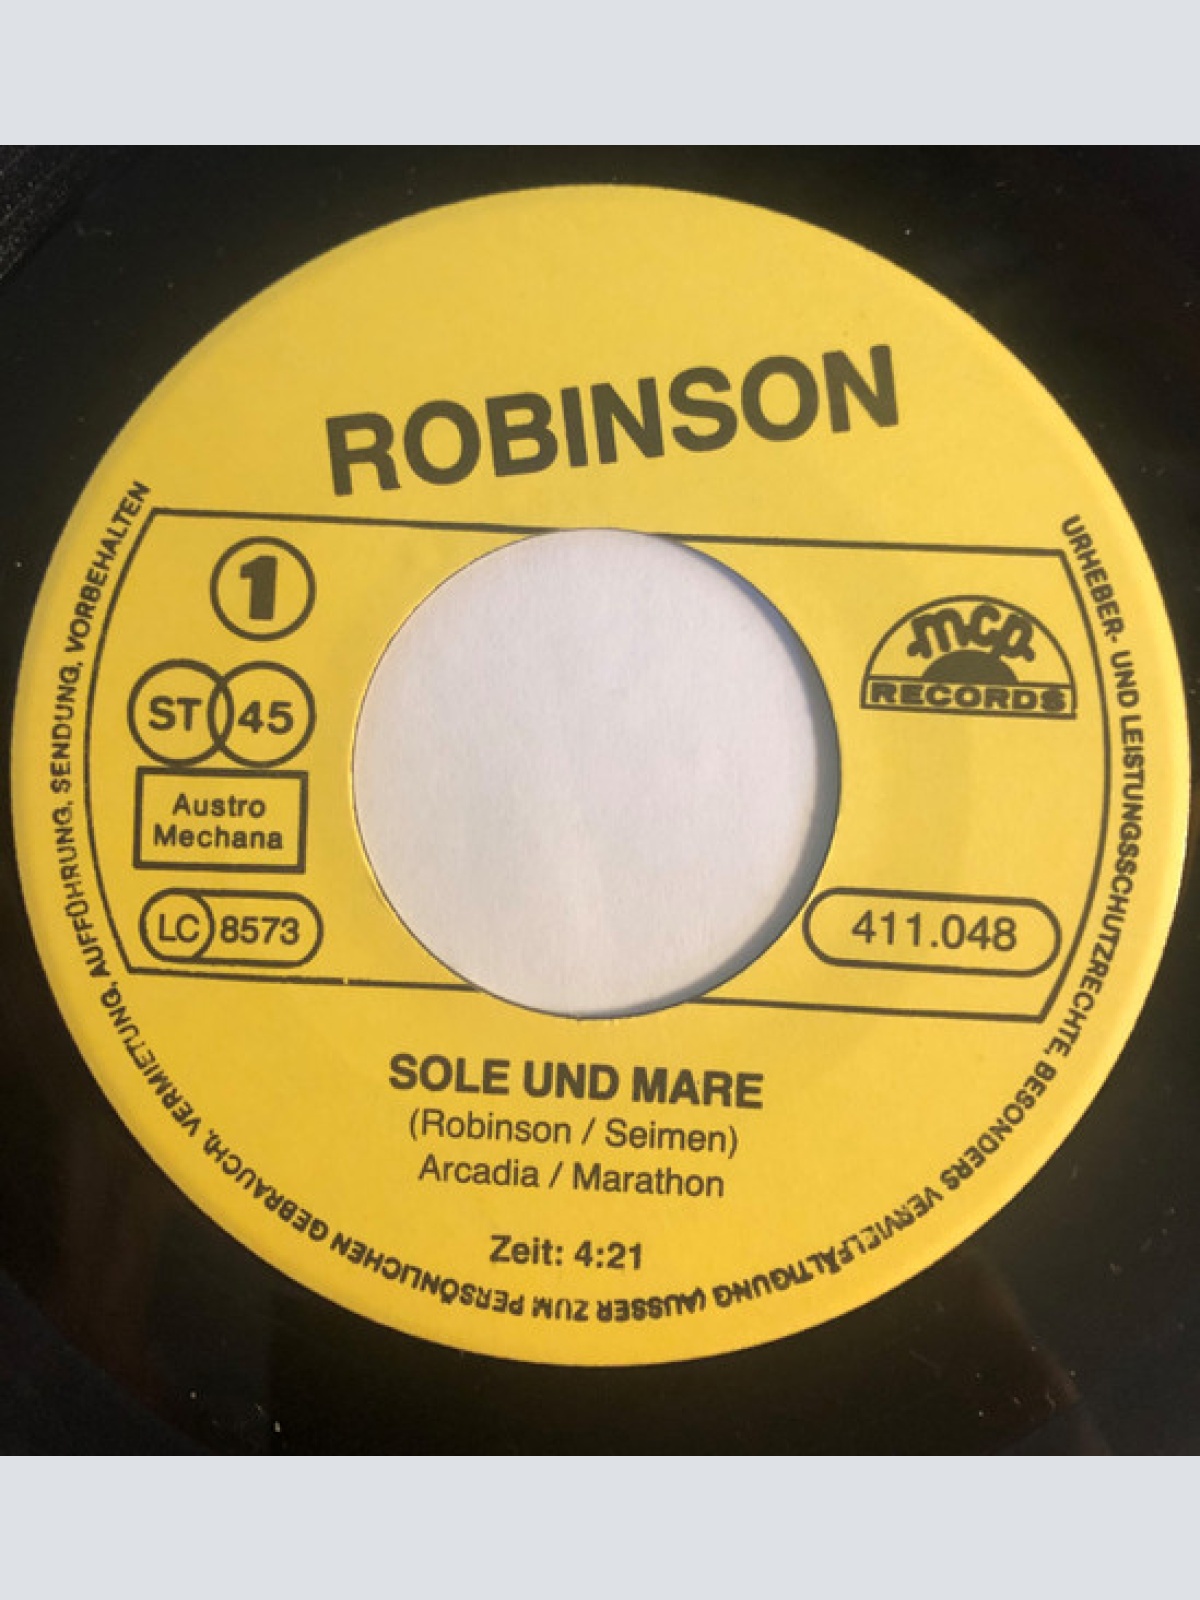 ROBINSON
1
ST 45
Austro
Mechana
LC 8573
mcp
RECORDS
411.048
SOLE UND MARE
(Robinson / Seimen)
Arcadia / Marathon
Zeit: 4:21
URHEBER- UND LEISTUNGSSCHUTZRECHTE, BESONDERS VERVIELFÄLTIGUNG (AUSSER ZUM PERSÖNLICHEN GEBRAUCH), VERMIETUNG, AUFFÜHRUNG, SENDUNG, VORBEHALTEN